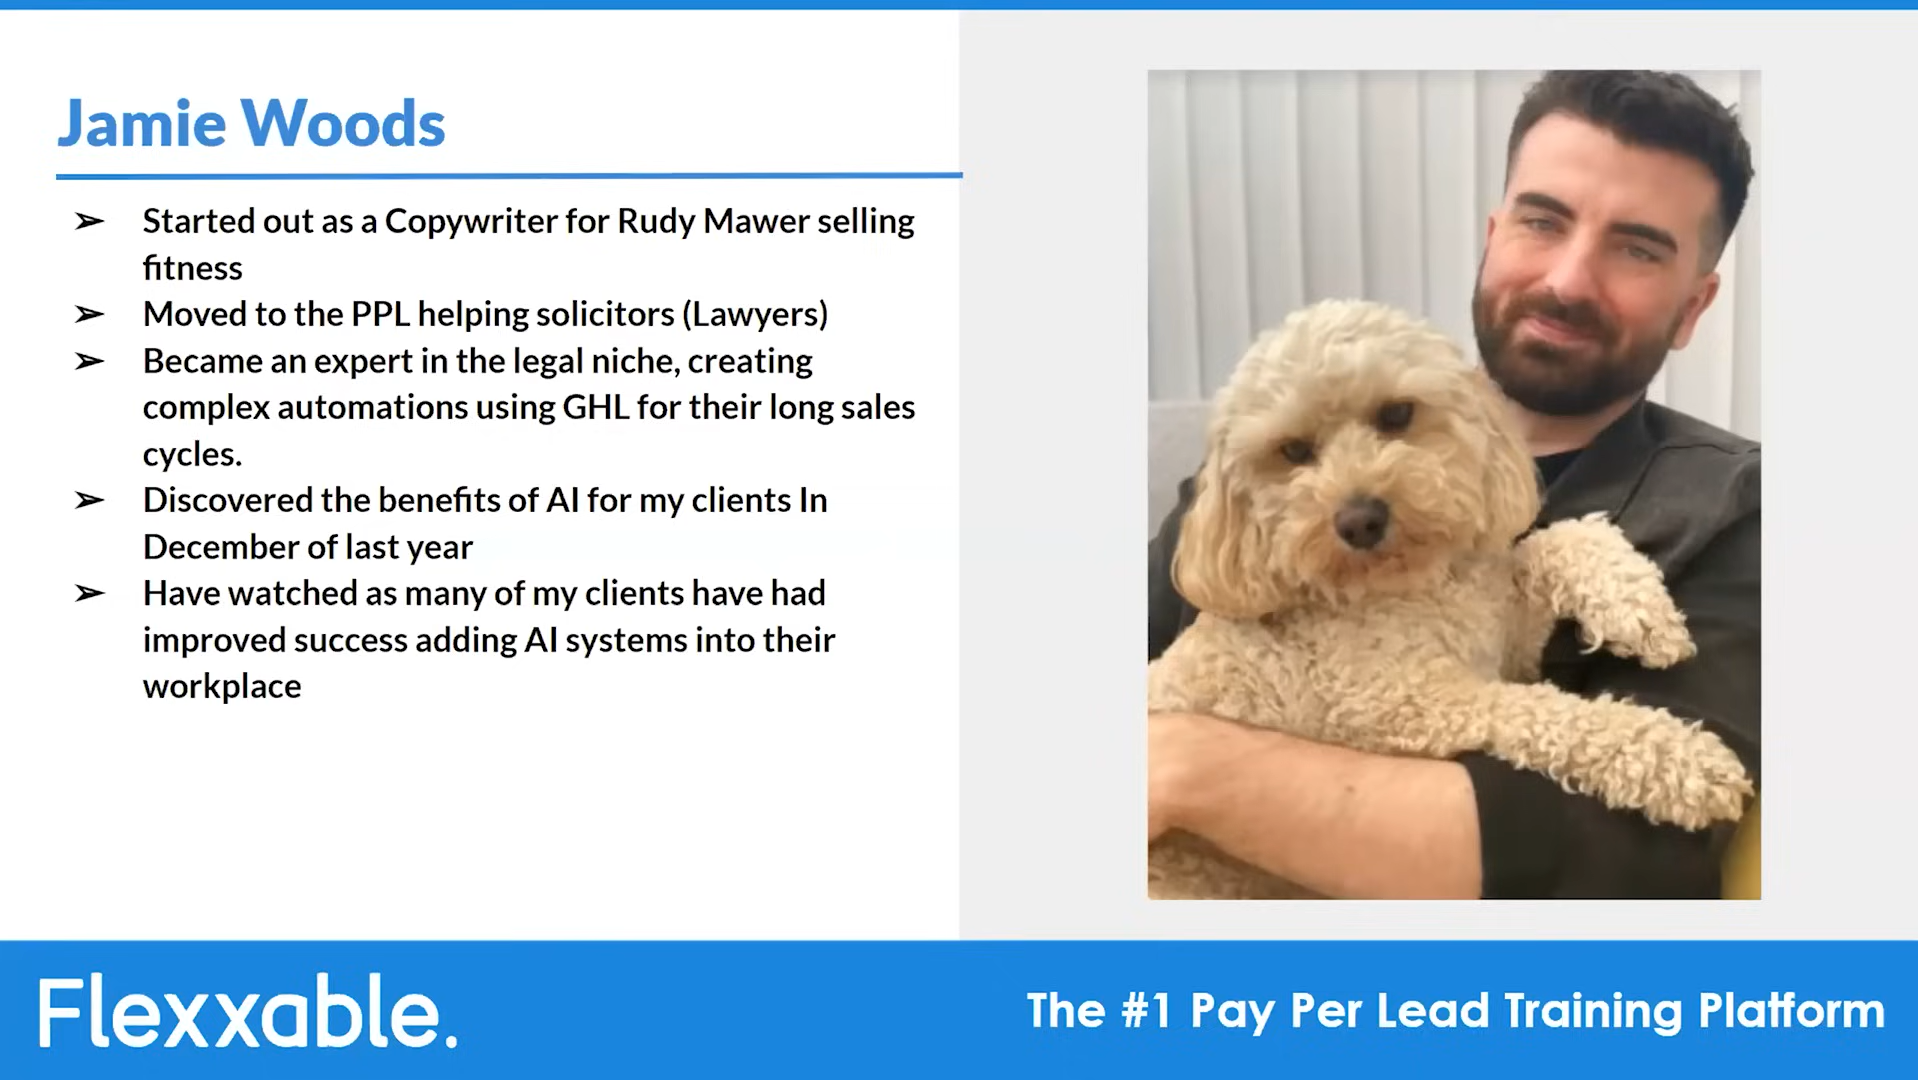 Jamie Woods
➢ Started out as a Copywriter for Rudy Mawer selling
fitness
➢ Moved to the PPL helping solicitors (Lawyers)
➢ Became an expert in the legal niche, creating
complex automations using GHL for their long sales
cycles.
➢ Discovered the benefits of AI for my clients In
December of last year
➢ Have watched as many of my clients have had
improved success adding AI systems into their
workplace
Flexxable.
The #1 Pay Per Lead Training Platform